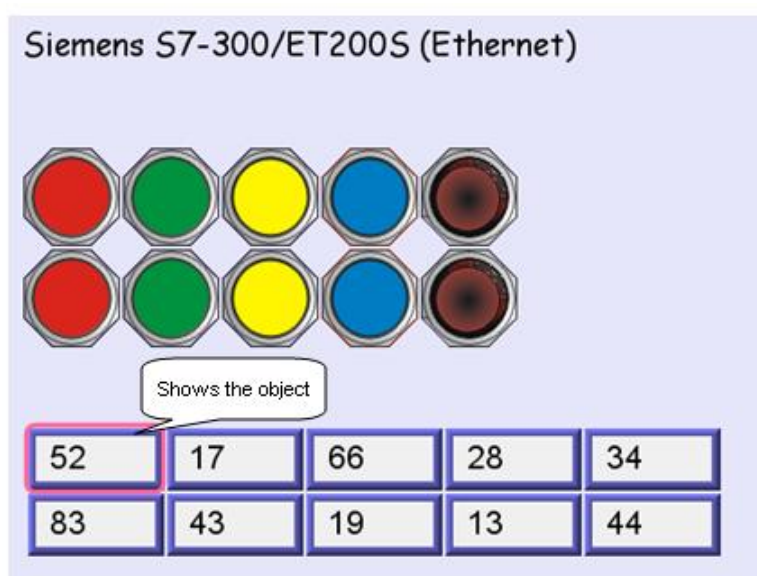 Siemens S7-300/ET200S (Ethernet)
Shows the object
52 17 66 28 34
83 43 19 13 44